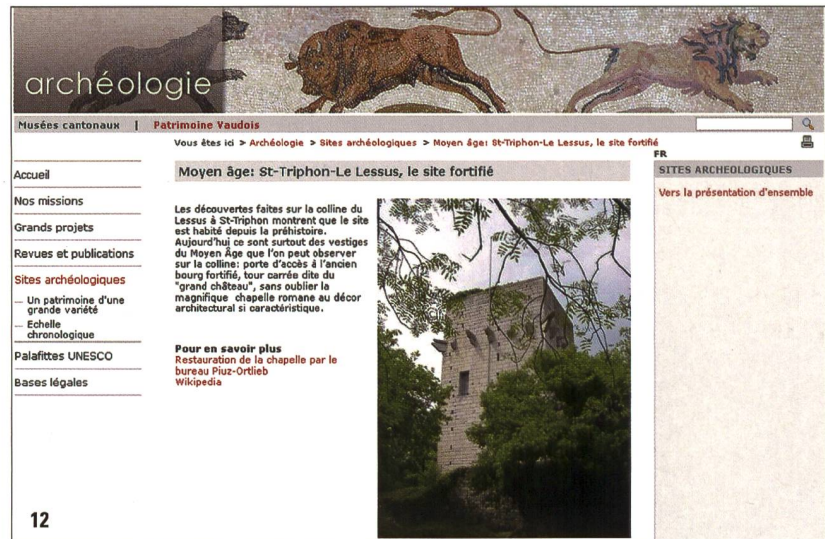 archéologie
Musées cantonaux | Patrimoine Vaudois
Vous êtes ici > Archéologie > Sites archéologiques > Moyen âge: St-Triphon-Le Lessus, le site fortifié
FR
Accueil
Nos missions
Grands projets
Revues et publications
Sites archéologiques
— Un patrimoine d'une
grande variété
— Echelle
chronologique
Palafittes UNESCO
Bases légales
Moyen âge: St-Triphon-Le Lessus, le site fortifié
Les découvertes faites sur la colline du
Lessus à St-Triphon montrent que le site
est habité depuis la préhistoire.
Aujourd'hui ce sont surtout des vestiges
du Moyen Âge que l'on peut observer
sur la colline: porte d'accès à l'ancien
bourg fortifié, tour carrée dite du
"grand château", sans oublier la
magnifique chapelle romane au décor
architectural si caractéristique.
Pour en savoir plus
Restauration de la chapelle par le
bureau Piuz-Ortlieb
Wikipedia
SITES ARCHEOLOGIQUES
Vers la présentation d'ensemble
12